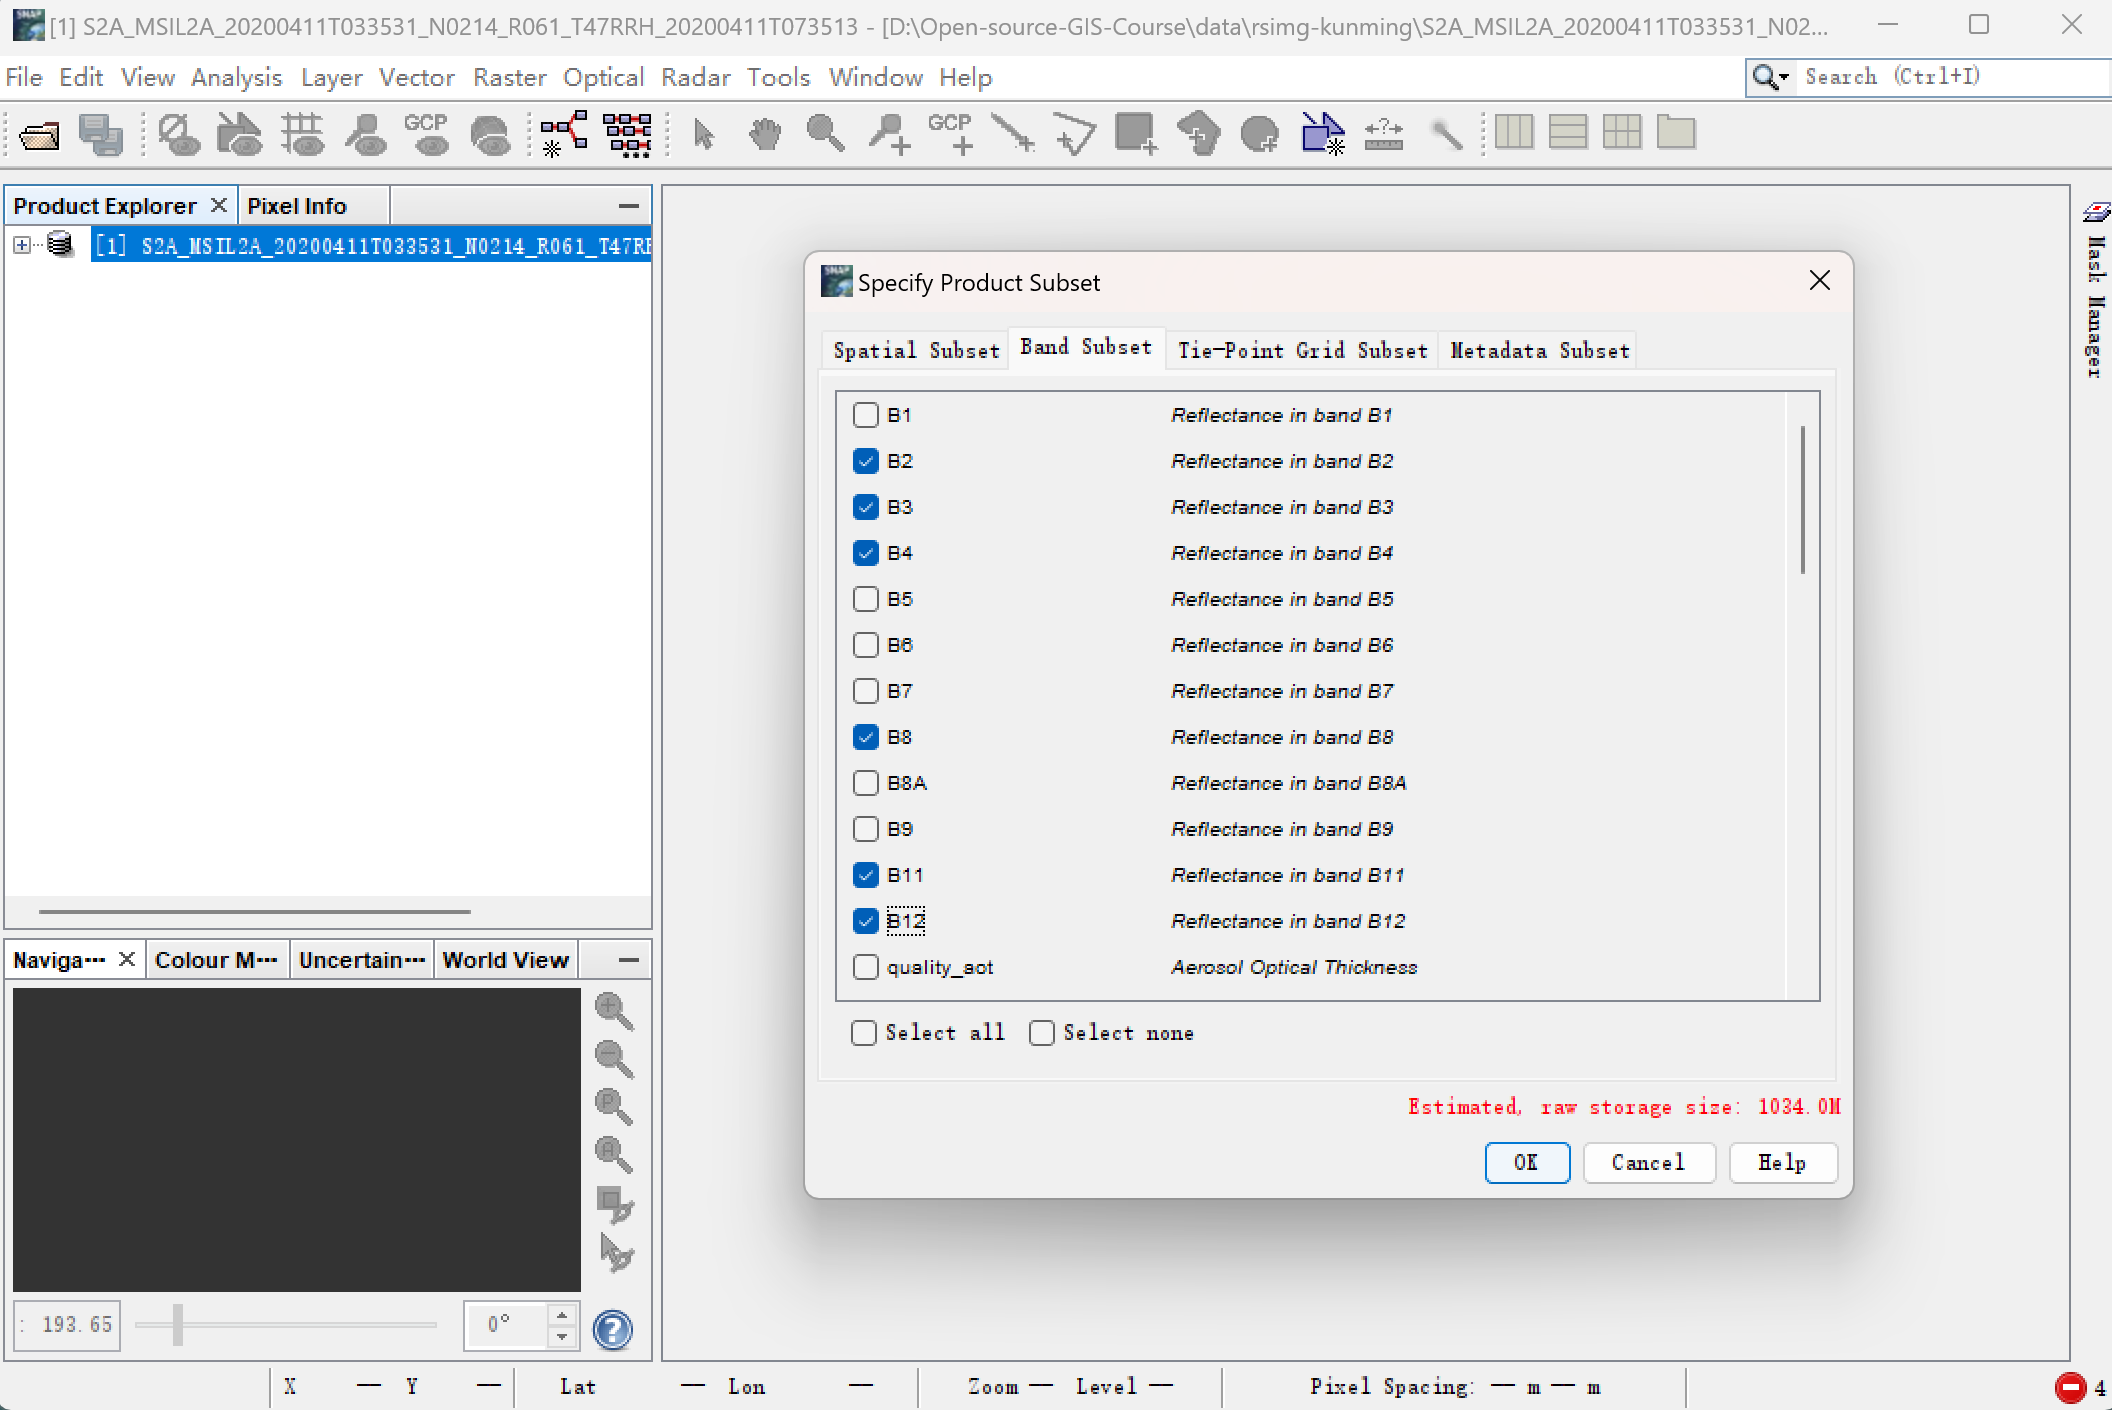 [1] S2A_MSIL2A_20200411T033531_N0214_R061_T47RRH_20200411T073513 - [D:\Open-source-GIS-Course\data\rsimg-kunming\S2A_MSIL2A_20200411T033531_N02...
File Edit View Analysis Layer Vector Raster Optical Radar Tools Window Help
Search (Ctrl+I)
GCP GCP
Product Explorer Pixel Info
[1] S2A_MSIL2A_20200411T033531_N0214_R061_T47RR
Mask Manager
SNAP Specify Product Subset
Spatial Subset Band Subset Tie-Point Grid Subset Metadata Subset
B1 Reflectance in band B1
B2 Reflectance in band B2
B3 Reflectance in band B3
B4 Reflectance in band B4
B5 Reflectance in band B5
B6 Reflectance in band B6
B7 Reflectance in band B7
B8 Reflectance in band B8
B8A Reflectance in band B8A
B9 Reflectance in band B9
B11 Reflectance in band B11
B12 Reflectance in band B12
quality_aot Aerosol Optical Thickness
Select all Select none
Estimated, raw storage size: 1034.0M
OK Cancel Help
Naviga··· Colour M··· Uncertain··· World View
: 193.65 0°
X — Y — Lat — Lon — Zoom — Level — Pixel Spacing: — m — m
4